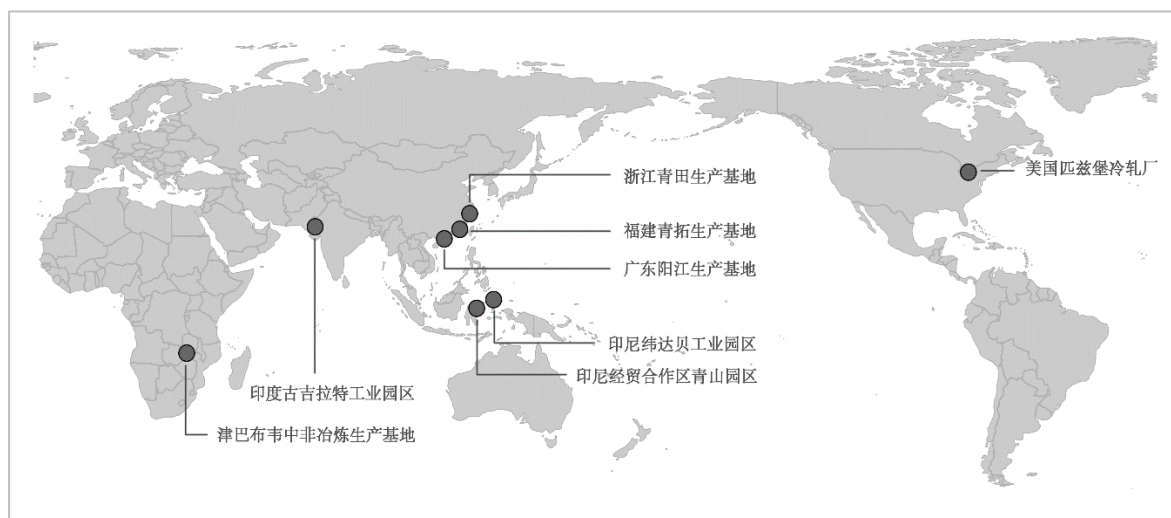 浙江青田生产基地
美国匹兹堡冷轧厂
福建青拓生产基地
广东阳江生产基地
印尼纬达贝工业园区
印尼经贸合作区青山园区
印度古吉拉特工业园区
津巴布韦中非冶炼生产基地